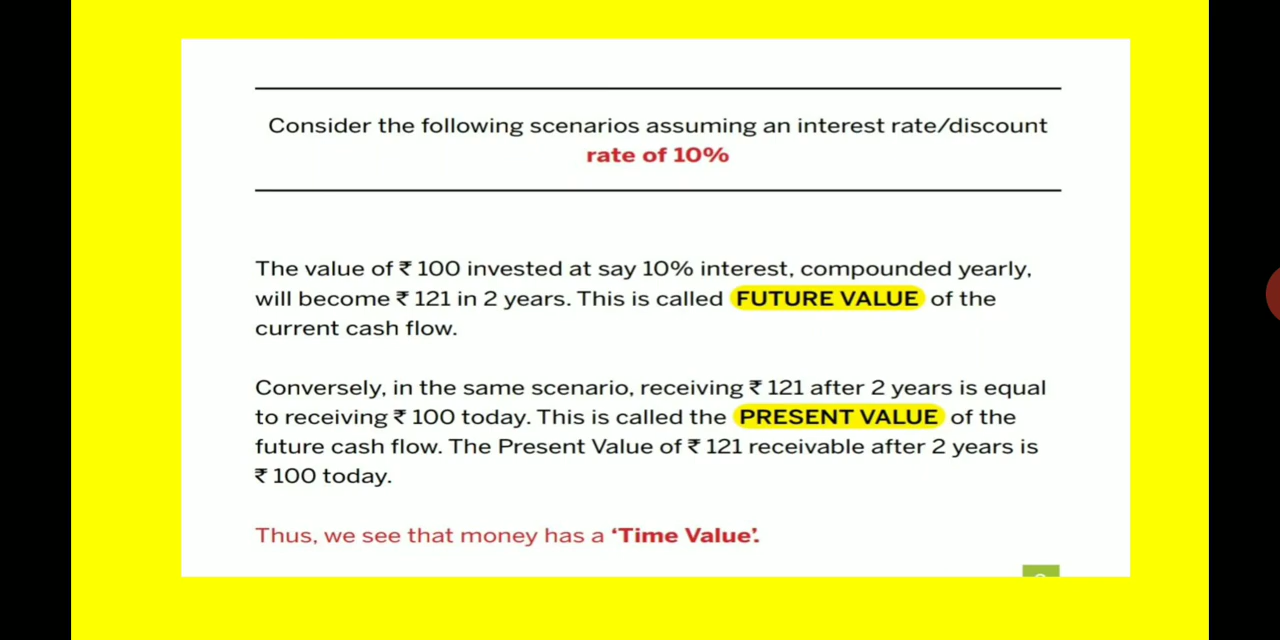 Consider the following scenarios assuming an interest rate/discount
rate of 10%
The value of ₹ 100 invested at say 10% interest, compounded yearly,
will become ₹ 121 in 2 years. This is called FUTURE VALUE of the
current cash flow.
Conversely, in the same scenario, receiving ₹ 121 after 2 years is equal
to receiving ₹ 100 today. This is called the PRESENT VALUE of the
future cash flow. The Present Value of ₹ 121 receivable after 2 years is
₹ 100 today.
Thus, we see that money has a ‘Time Value’.